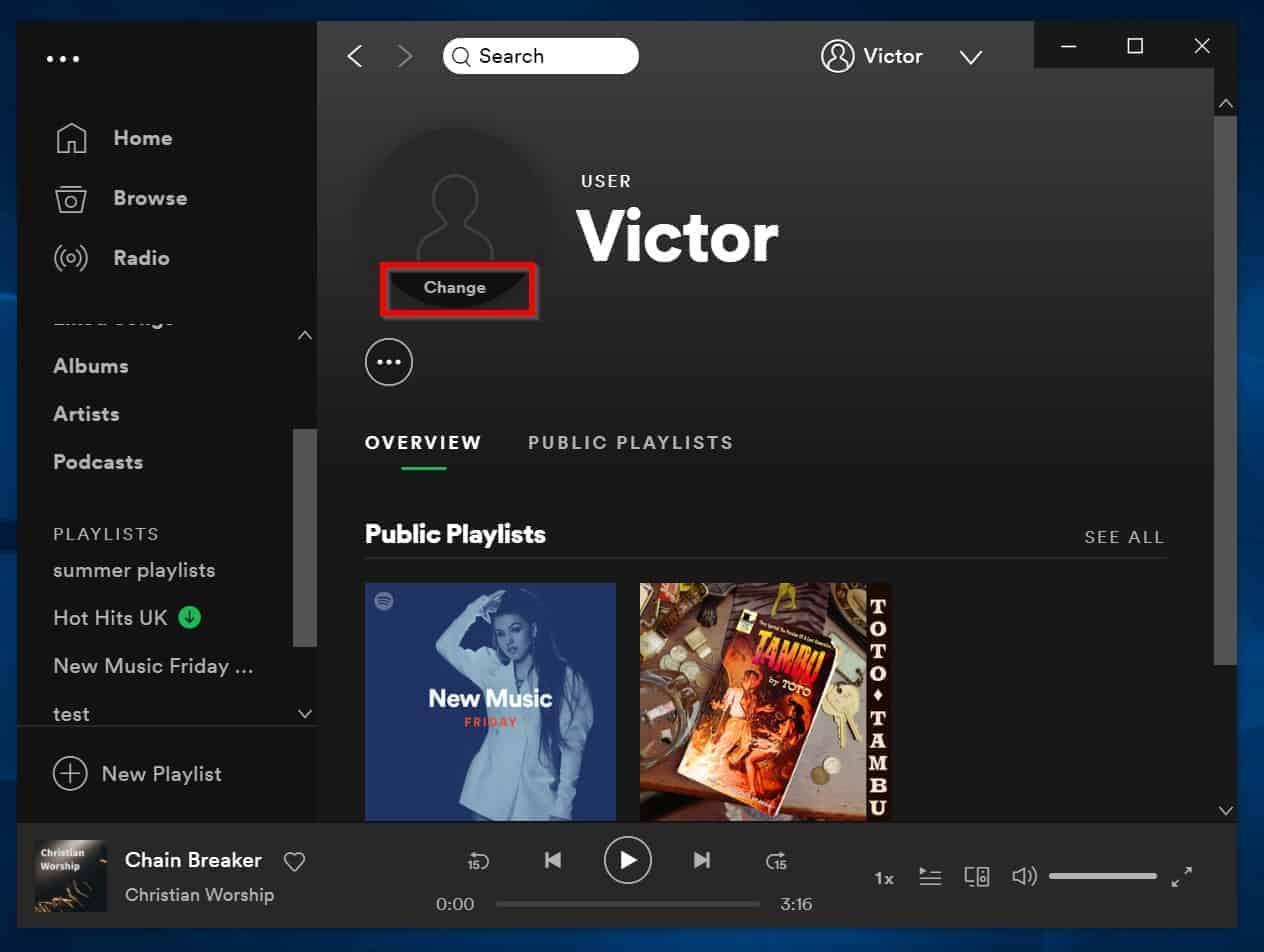 Search
Victor
Home
Browse
Radio
Albums
Artists
Podcasts
PLAYLISTS
summer playlists
Hot Hits UK
New Music Friday ...
test
New Playlist
USER
Victor
Change
OVERVIEW
PUBLIC PLAYLISTS
Public Playlists
SEE ALL
New Music
FRIDAY
TAMBU
by TOTO
TOTO ♦ TAMBU
Christian
Worship
Chain Breaker
Christian Worship
15
15
0:00
3:16
1x